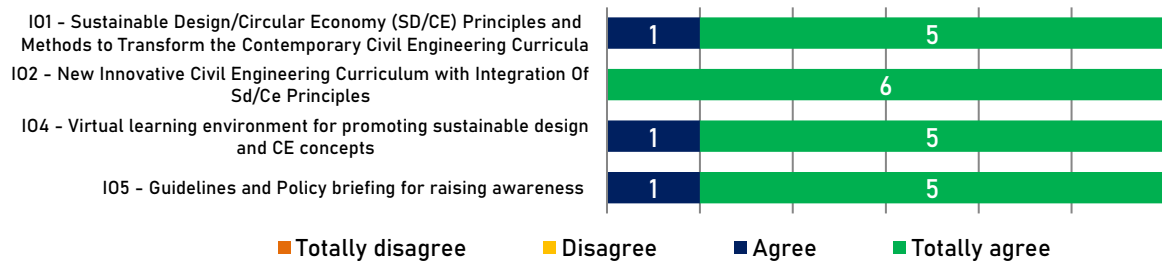 IO1 - Sustainable Design/Circular Economy (SD/CE) Principles and
Methods to Transform the Contemporary Civil Engineering Curricula
1 5
IO2 - New Innovative Civil Engineering Curriculum with Integration Of
Sd/Ce Principles
6
IO4 - Virtual learning environment for promoting sustainable design
and CE concepts
1 5
IO5 - Guidelines and Policy briefing for raising awareness
1 5
Totally disagree Disagree Agree Totally agree